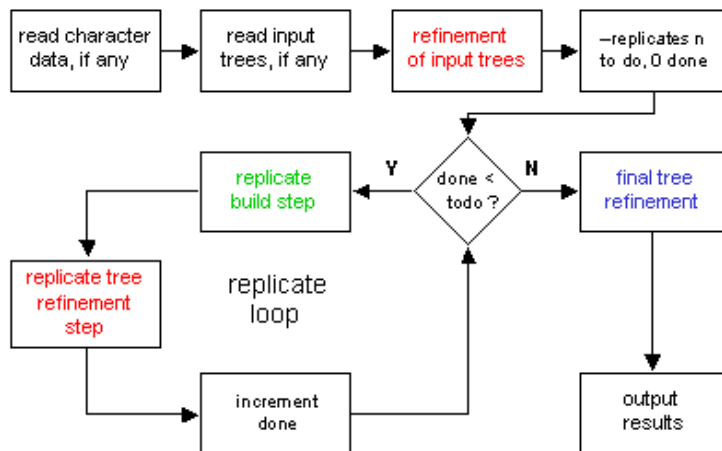 read character
data, if any
read input
trees, if any
refinement
of input trees
–replicates n
to do, 0 done
replicate
build step
Y
done <
todo ?
N
final tree
refinement
replicate tree
refinement
step
replicate
loop
increment
done
output
results